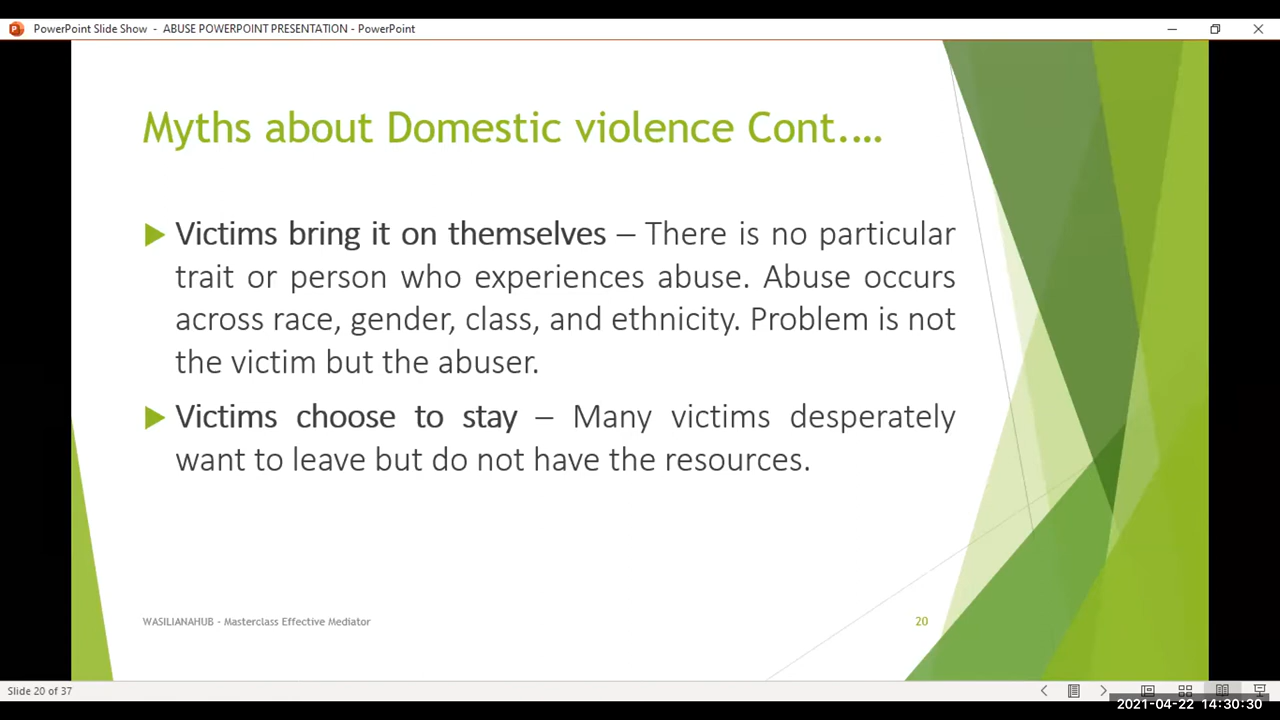 PowerPoint Slide Show - ABUSE POWERPOINT PRESENTATION - PowerPoint
Myths about Domestic violence Cont.…
Victims bring it on themselves – There is no particular
trait or person who experiences abuse. Abuse occurs
across race, gender, class, and ethnicity. Problem is not
the victim but the abuser.
Victims choose to stay – Many victims desperately
want to leave but do not have the resources.
WASILIANAHUB - Masterclass Effective Mediator
20
Slide 20 of 37
2021-04-22 14:30:30